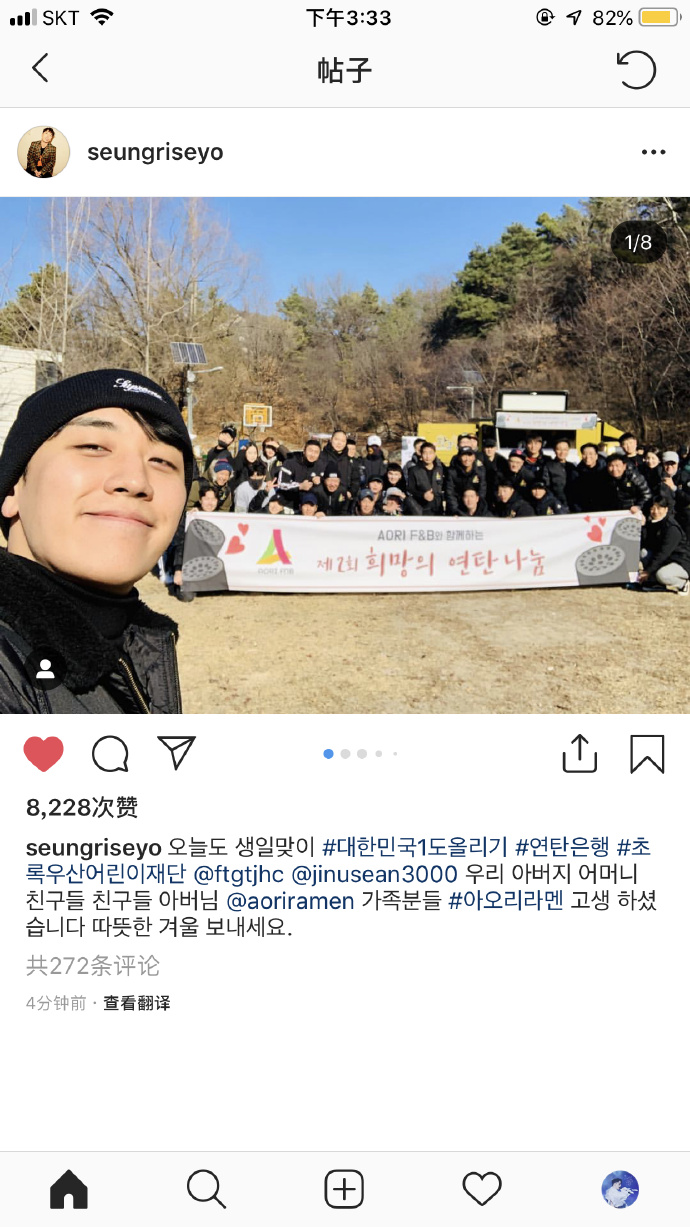 SKT 下午3:33 82%
帖子
seungriseyo
1/8
Supreme
AORI F&B와 함께하는
제2회 희망의 연탄 나눔
AORI F&B
8,228次赞
seungriseyo 오늘도 생일맞이 #대한민국1도올리기 #연탄은행 #초
록우산어린이재단 @ftgtjhc @jinusean3000 우리 아버지 어머니
친구들 친구들 아버님 @aoriramen 가족분들 #아오리라멘 고생 하셨
습니다 따뜻한 겨울 보내세요.
共272条评论
4分钟前 · 查看翻译